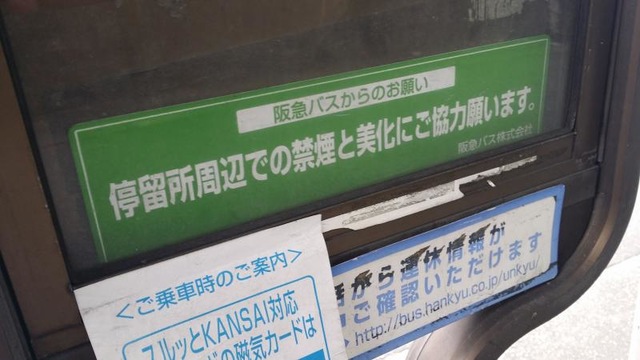 阪急バスからのお願い
停留所周辺での禁煙と美化にご協力願います。
阪急バス株式会社
<ご乗車時のご案内>
スルッとKANSAI対応
の磁気カードは
から運休情報が
ご確認いただけます
http://bus.hankyu.co.jp/unkyu/